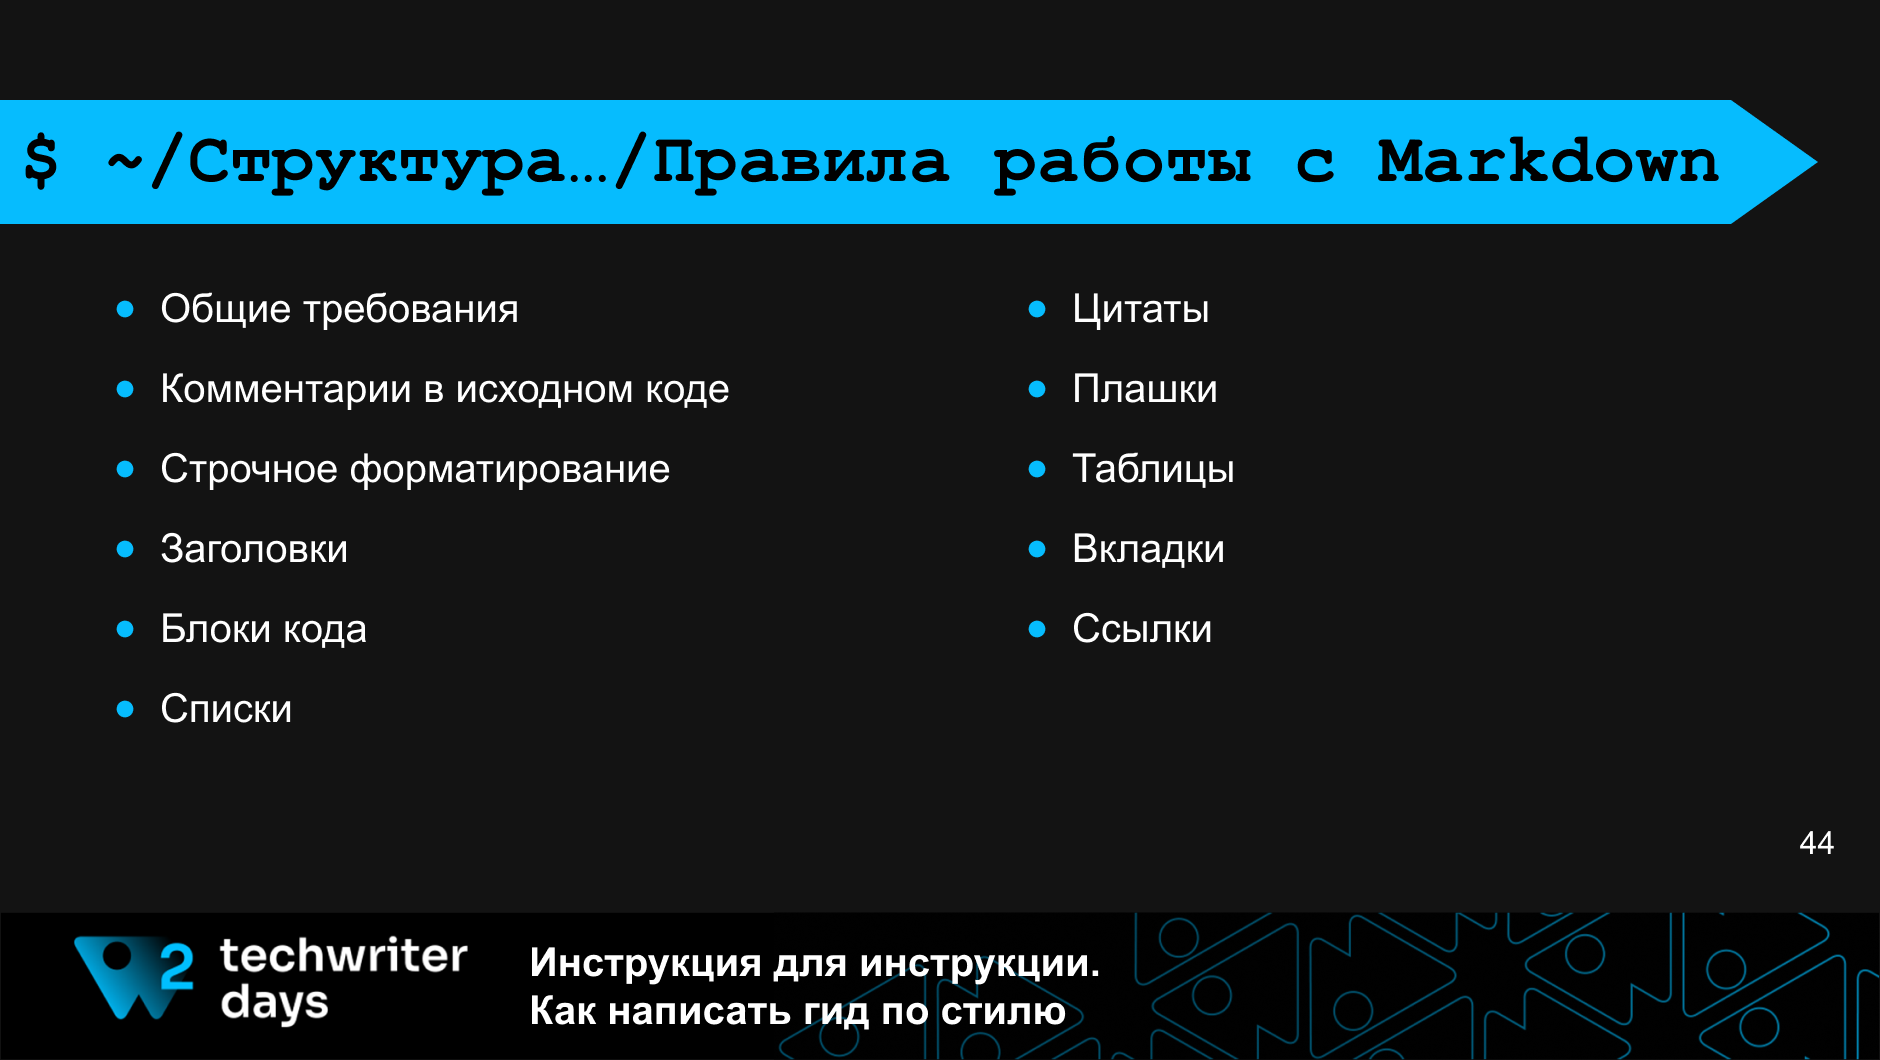 $ ~/Структура…/Правила работы с Markdown
● Общие требования
● Комментарии в исходном коде
● Строчное форматирование
● Заголовки
● Блоки кода
● Списки
● Цитаты
● Плашки
● Таблицы
● Вкладки
● Ссылки
44
2 techwriter
days
Инструкция для инструкции.
Как написать гид по стилю